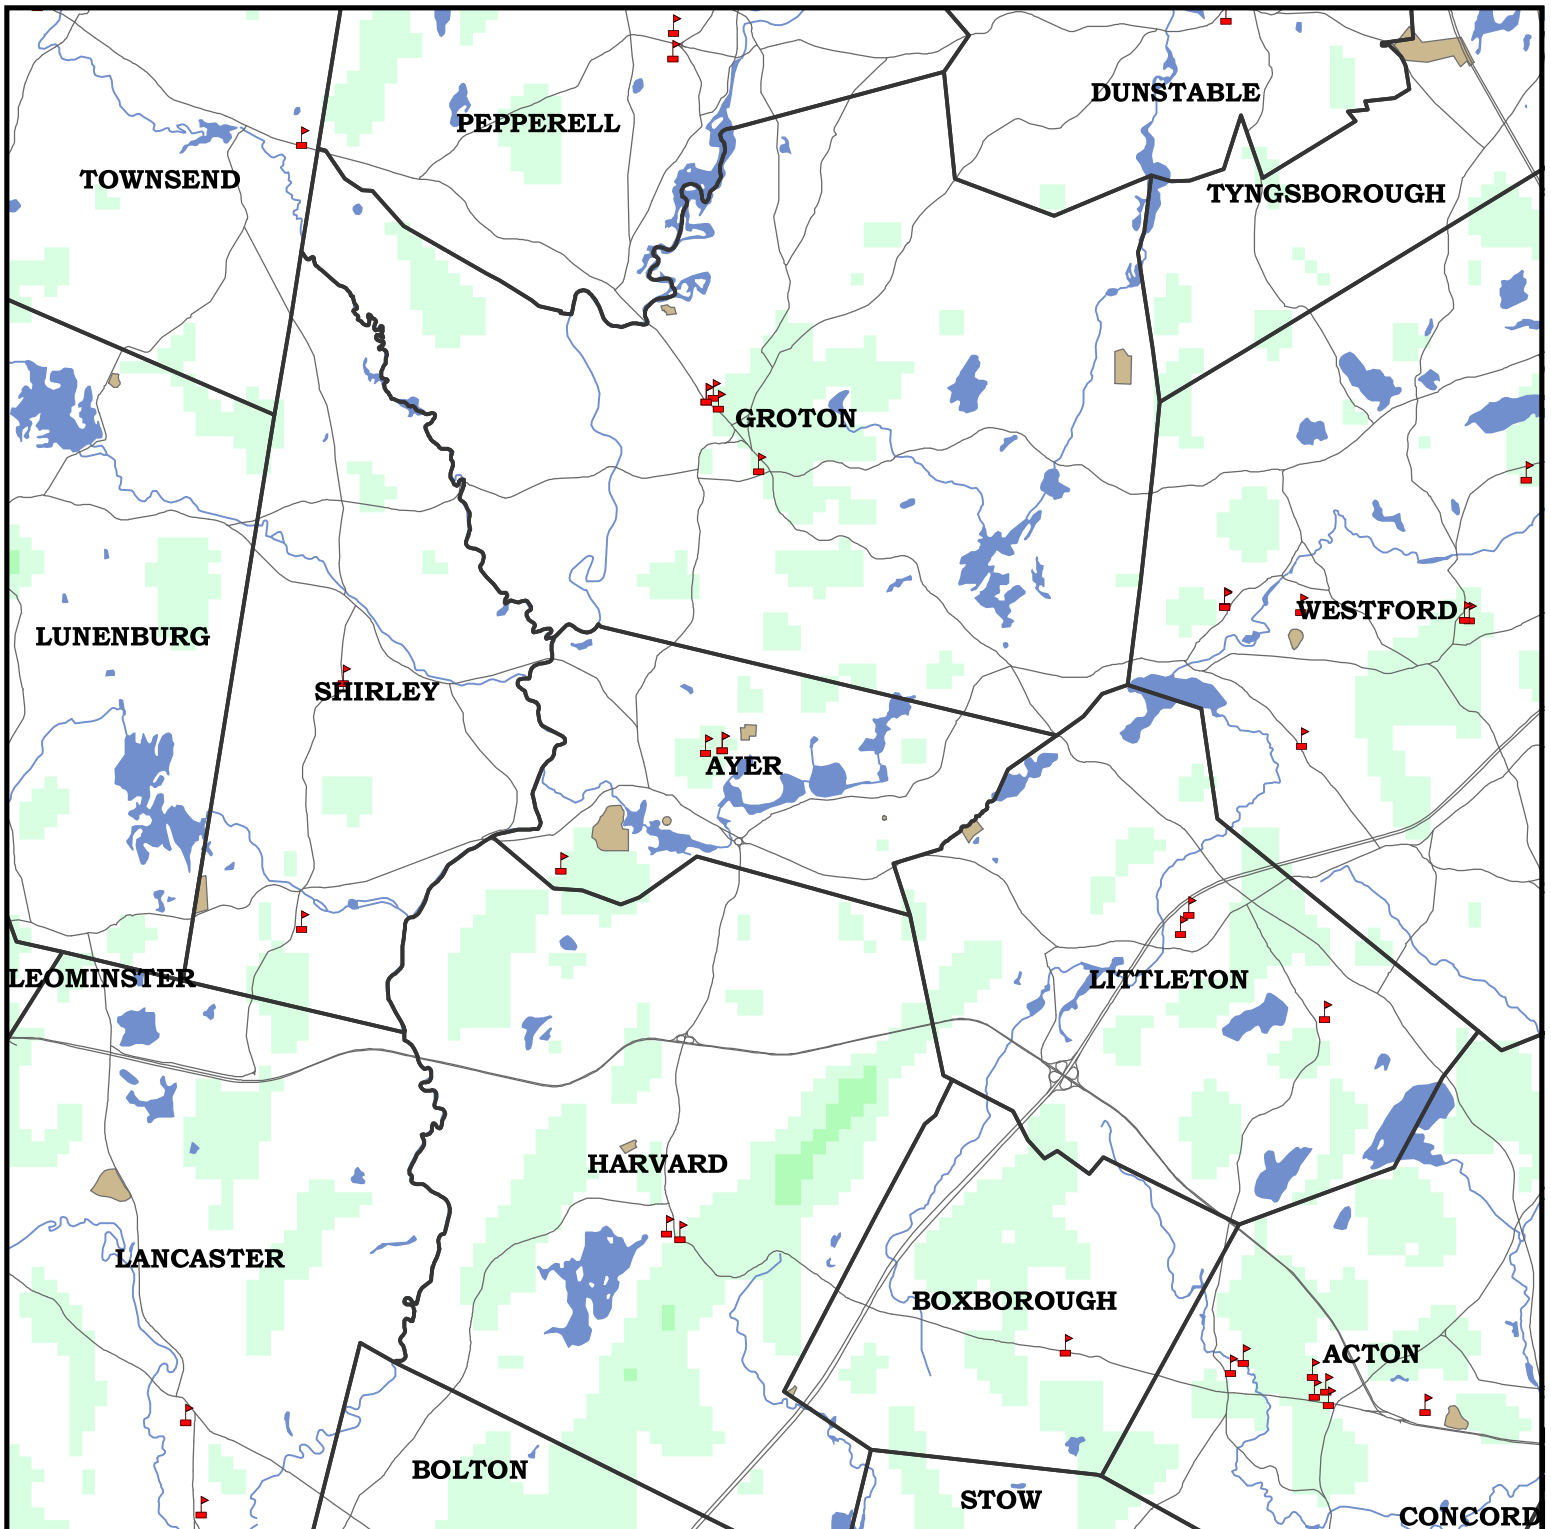 DUNSTABLE
PEPPERELL
TOWNSEND
TYNGSBOROUGH
GROTON
WESTFORD
LUNENBURG
SHIRLEY
AYER
LEOMINSTER
LITTLETON
HARVARD
LANCASTER
BOXBOROUGH
ACTON
BOLTON
STOW
CONCORD